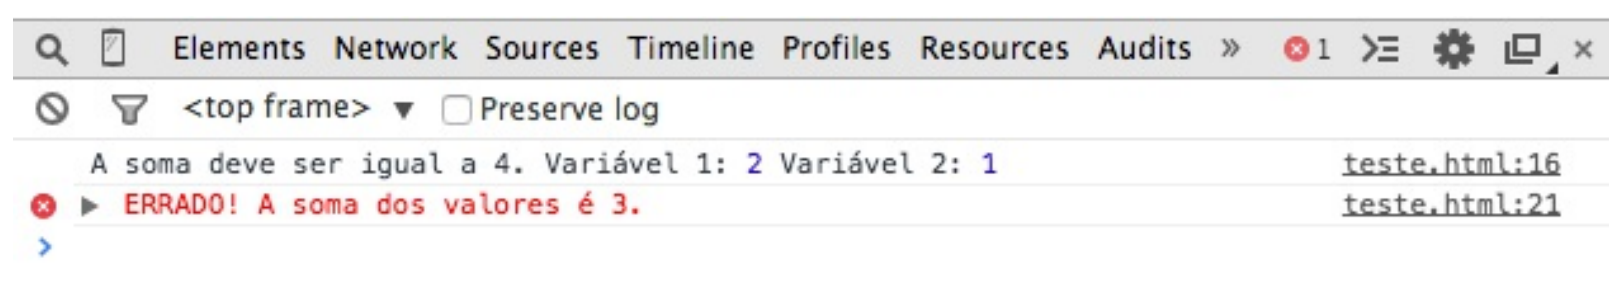 Elements Network Sources Timeline Profiles Resources Audits » 1
<top frame> ▼ Preserve log
A soma deve ser igual a 4. Variável 1: 2 Variável 2: 1 teste.html:16
ERRADO! A soma dos valores é 3. teste.html:21